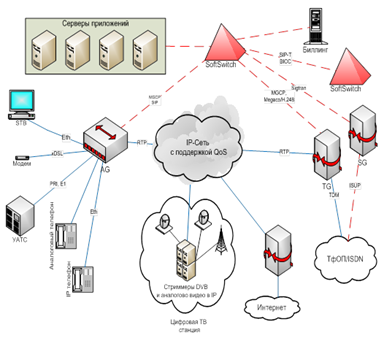 Серверы приложений
Биллинг
SoftSwitch
SIP-T
BICC
SoftSwitch
MGCP
SIP
MGCP,
Megaco/H.248
Sigtran
STB
Eth
xDSL
Модем
AG
RTP
IP-Сеть
с поддержкой QoS
RTP
TG
SG
PRI, E1
TDM
ISUP
УАТС
Аналоговый телефон
Eth
IP телефон
ТфОП/ISDN
Стриммеры DVB
и аналогово видео в IP
Интернет
Цифровая ТВ
станция